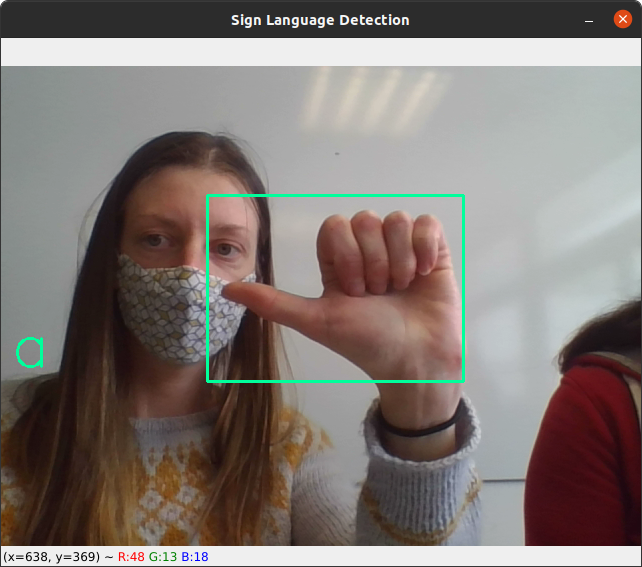 Sign Language Detection
a
(x=638, y=369) ~ R:48 G:13 B:18